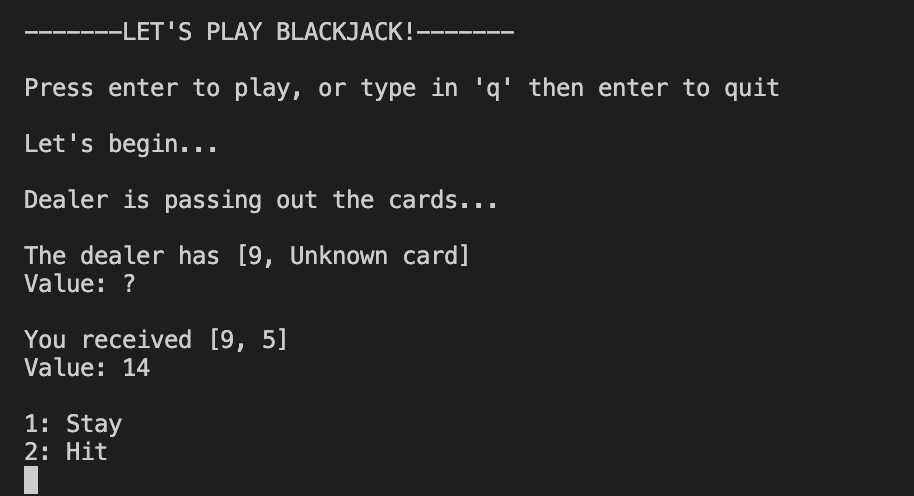 -------LET'S PLAY BLACKJACK!-------
Press enter to play, or type in 'q' then enter to quit
Let's begin...
Dealer is passing out the cards...
The dealer has [9, Unknown card]
Value: ?
You received [9, 5]
Value: 14
1: Stay
2: Hit